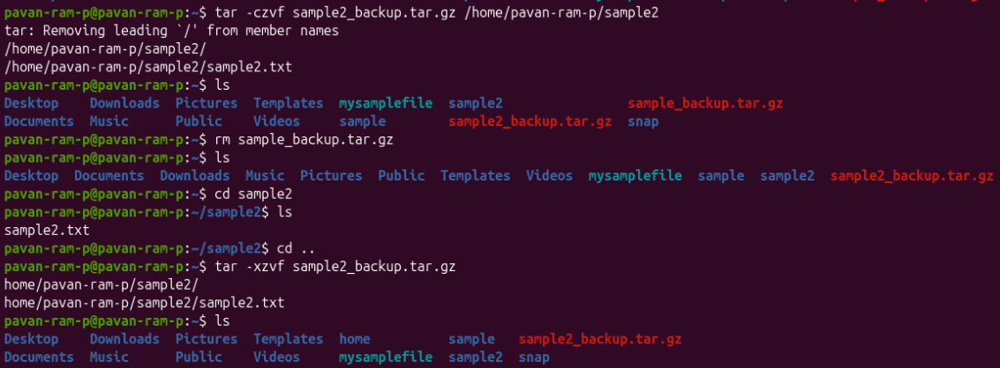 pavan-ram-p@pavan-ram-p:~$ tar -czvf sample2_backup.tar.gz /home/pavan-ram-p/sample2
tar: Removing leading `/' from member names
/home/pavan-ram-p/sample2/
/home/pavan-ram-p/sample2/sample2.txt
pavan-ram-p@pavan-ram-p:~$ ls
Desktop    Downloads  Pictures  Templates  mysamplefile  sample2                sample_backup.tar.gz
Documents  Music      Public    Videos     sample        sample2_backup.tar.gz  snap
pavan-ram-p@pavan-ram-p:~$ rm sample_backup.tar.gz
pavan-ram-p@pavan-ram-p:~$ ls
Desktop  Documents  Downloads  Music  Pictures  Public  Templates  Videos  mysamplefile  sample  sample2  sample2_backup.tar.gz
pavan-ram-p@pavan-ram-p:~$ cd sample2
pavan-ram-p@pavan-ram-p:~/sample2$ ls
sample2.txt
pavan-ram-p@pavan-ram-p:~/sample2$ cd ..
pavan-ram-p@pavan-ram-p:~$ tar -xzvf sample2_backup.tar.gz
home/pavan-ram-p/sample2/
home/pavan-ram-p/sample2/sample2.txt
pavan-ram-p@pavan-ram-p:~$ ls
Desktop    Downloads  Pictures  Templates  home          sample   sample2_backup.tar.gz
Documents  Music      Public    Videos     mysamplefile  sample2  snap